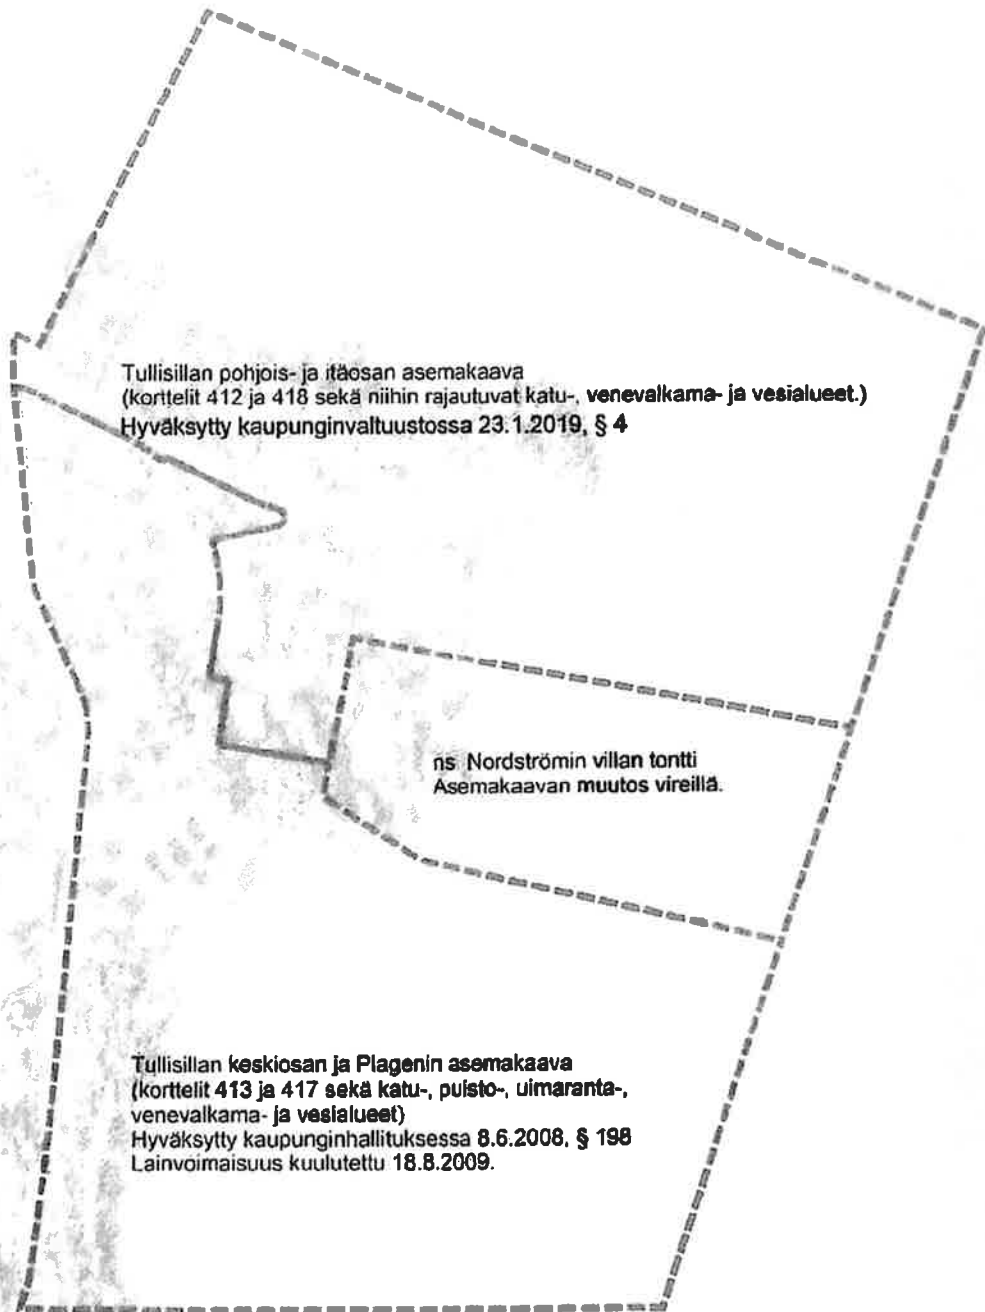 Tullisillan pohjois- ja itäosan asemakaava
(korttelit 412 ja 418 sekä niihin rajautuvat katu-, venevalkama- ja vesialueet.)
Hyväksytty kaupunginvaltuustossa 23.1.2019, § 4
ns Nordströmin villan tontti
Asemakaavan muutos vireillä.
Tullisillan keskiosan ja Plagenin asemakaava
(korttelit 413 ja 417 sekä katu-, puisto-, uimaranta-,
venevalkama- ja vesialueet)
Hyväksytty kaupunginhallituksessa 8.6.2008, § 198
Lainvoimaisuus kuulutettu 18.8.2009.